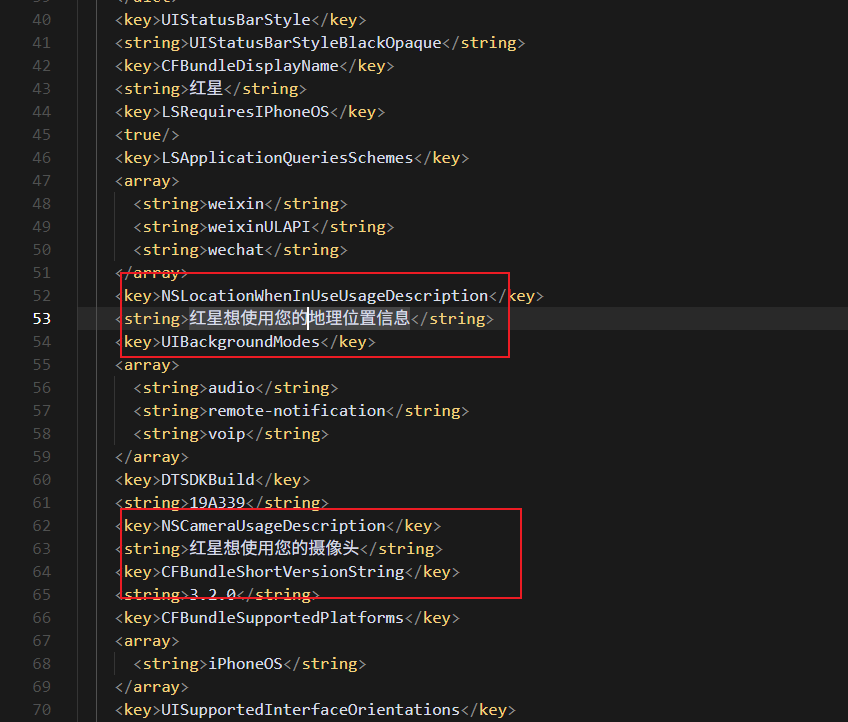 40 <key>UIStatusBarStyle</key>
41 <string>UIStatusBarStyleBlackOpaque</string>
42 <key>CFBundleDisplayName</key>
43 <string>红星</string>
44 <key>LSRequiresIPhoneOS</key>
45 <true/>
46 <key>LSApplicationQueriesSchemes</key>
47 <array>
48 <string>weixin</string>
49 <string>weixinULAPI</string>
50 <string>wechat</string>
51 </array>
52 <key>NSLocationWhenInUseUsageDescription</key>
53 <string>红星想使用您的地理位置信息</string>
54 <key>UIBackgroundModes</key>
55 <array>
56 <string>audio</string>
57 <string>remote-notification</string>
58 <string>voip</string>
59 </array>
60 <key>DTSDKBuild</key>
61 <string>19A339</string>
62 <key>NSCameraUsageDescription</key>
63 <string>红星想使用您的摄像头</string>
64 <key>CFBundleShortVersionString</key>
65 <string>3.2.0</string>
66 <key>CFBundleSupportedPlatforms</key>
67 <array>
68 <string>iPhoneOS</string>
69 </array>
70 <key>UISupportedInterfaceOrientations</key>